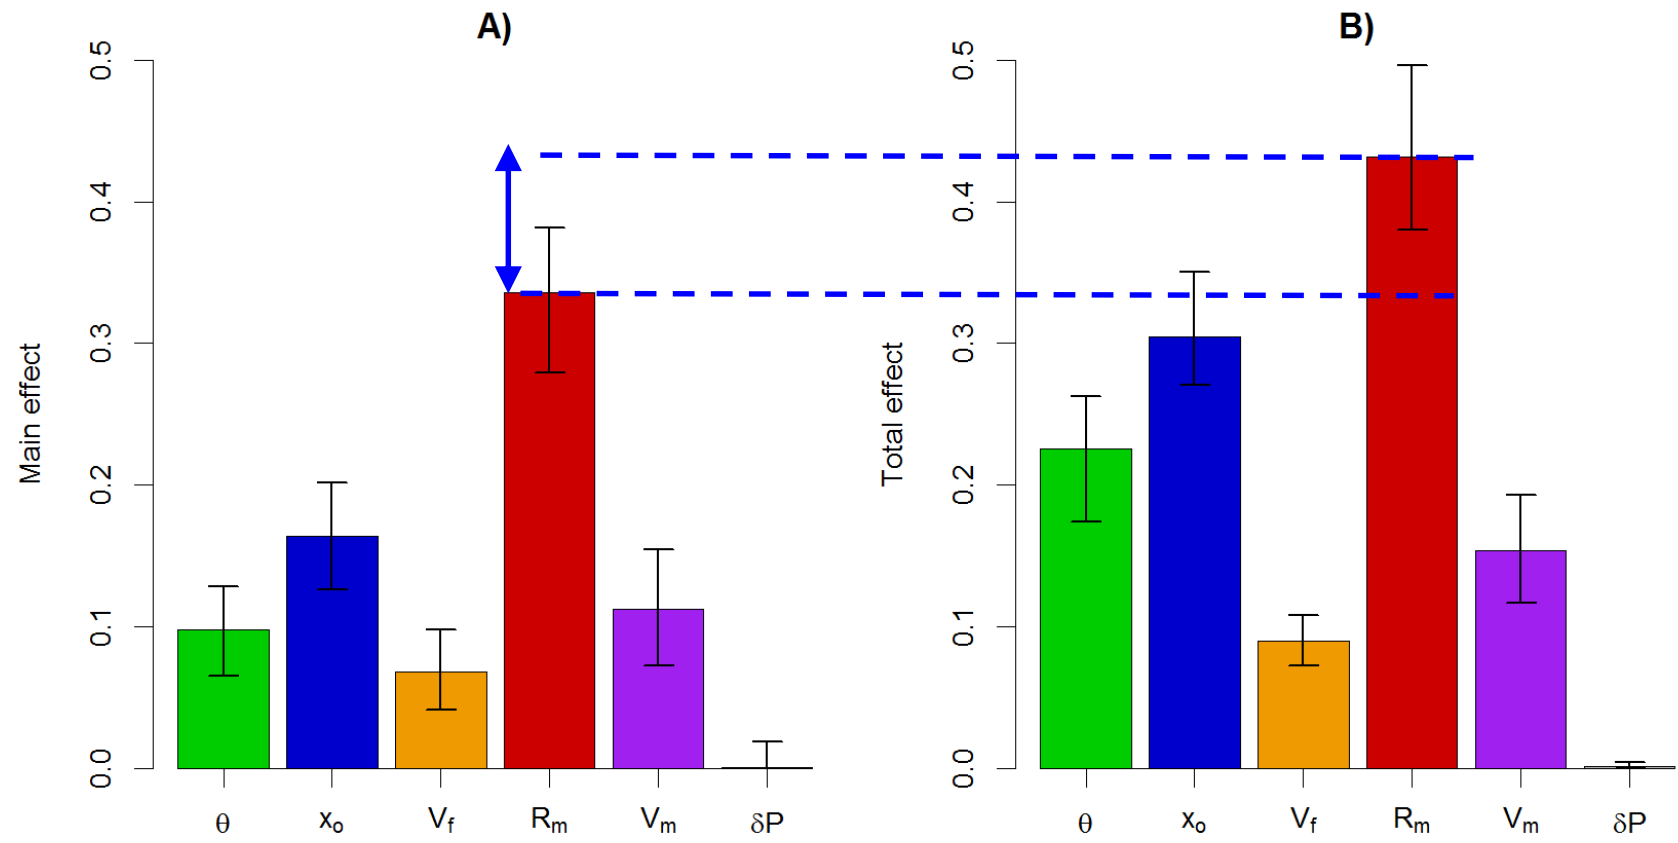 A)
Main effect
0.5
0.4
0.3
0.2
0.1
0.0
θ xo Vf Rm Vm δP
B)
Total effect
0.5
0.4
0.3
0.2
0.1
0.0
θ xo Vf Rm Vm δP